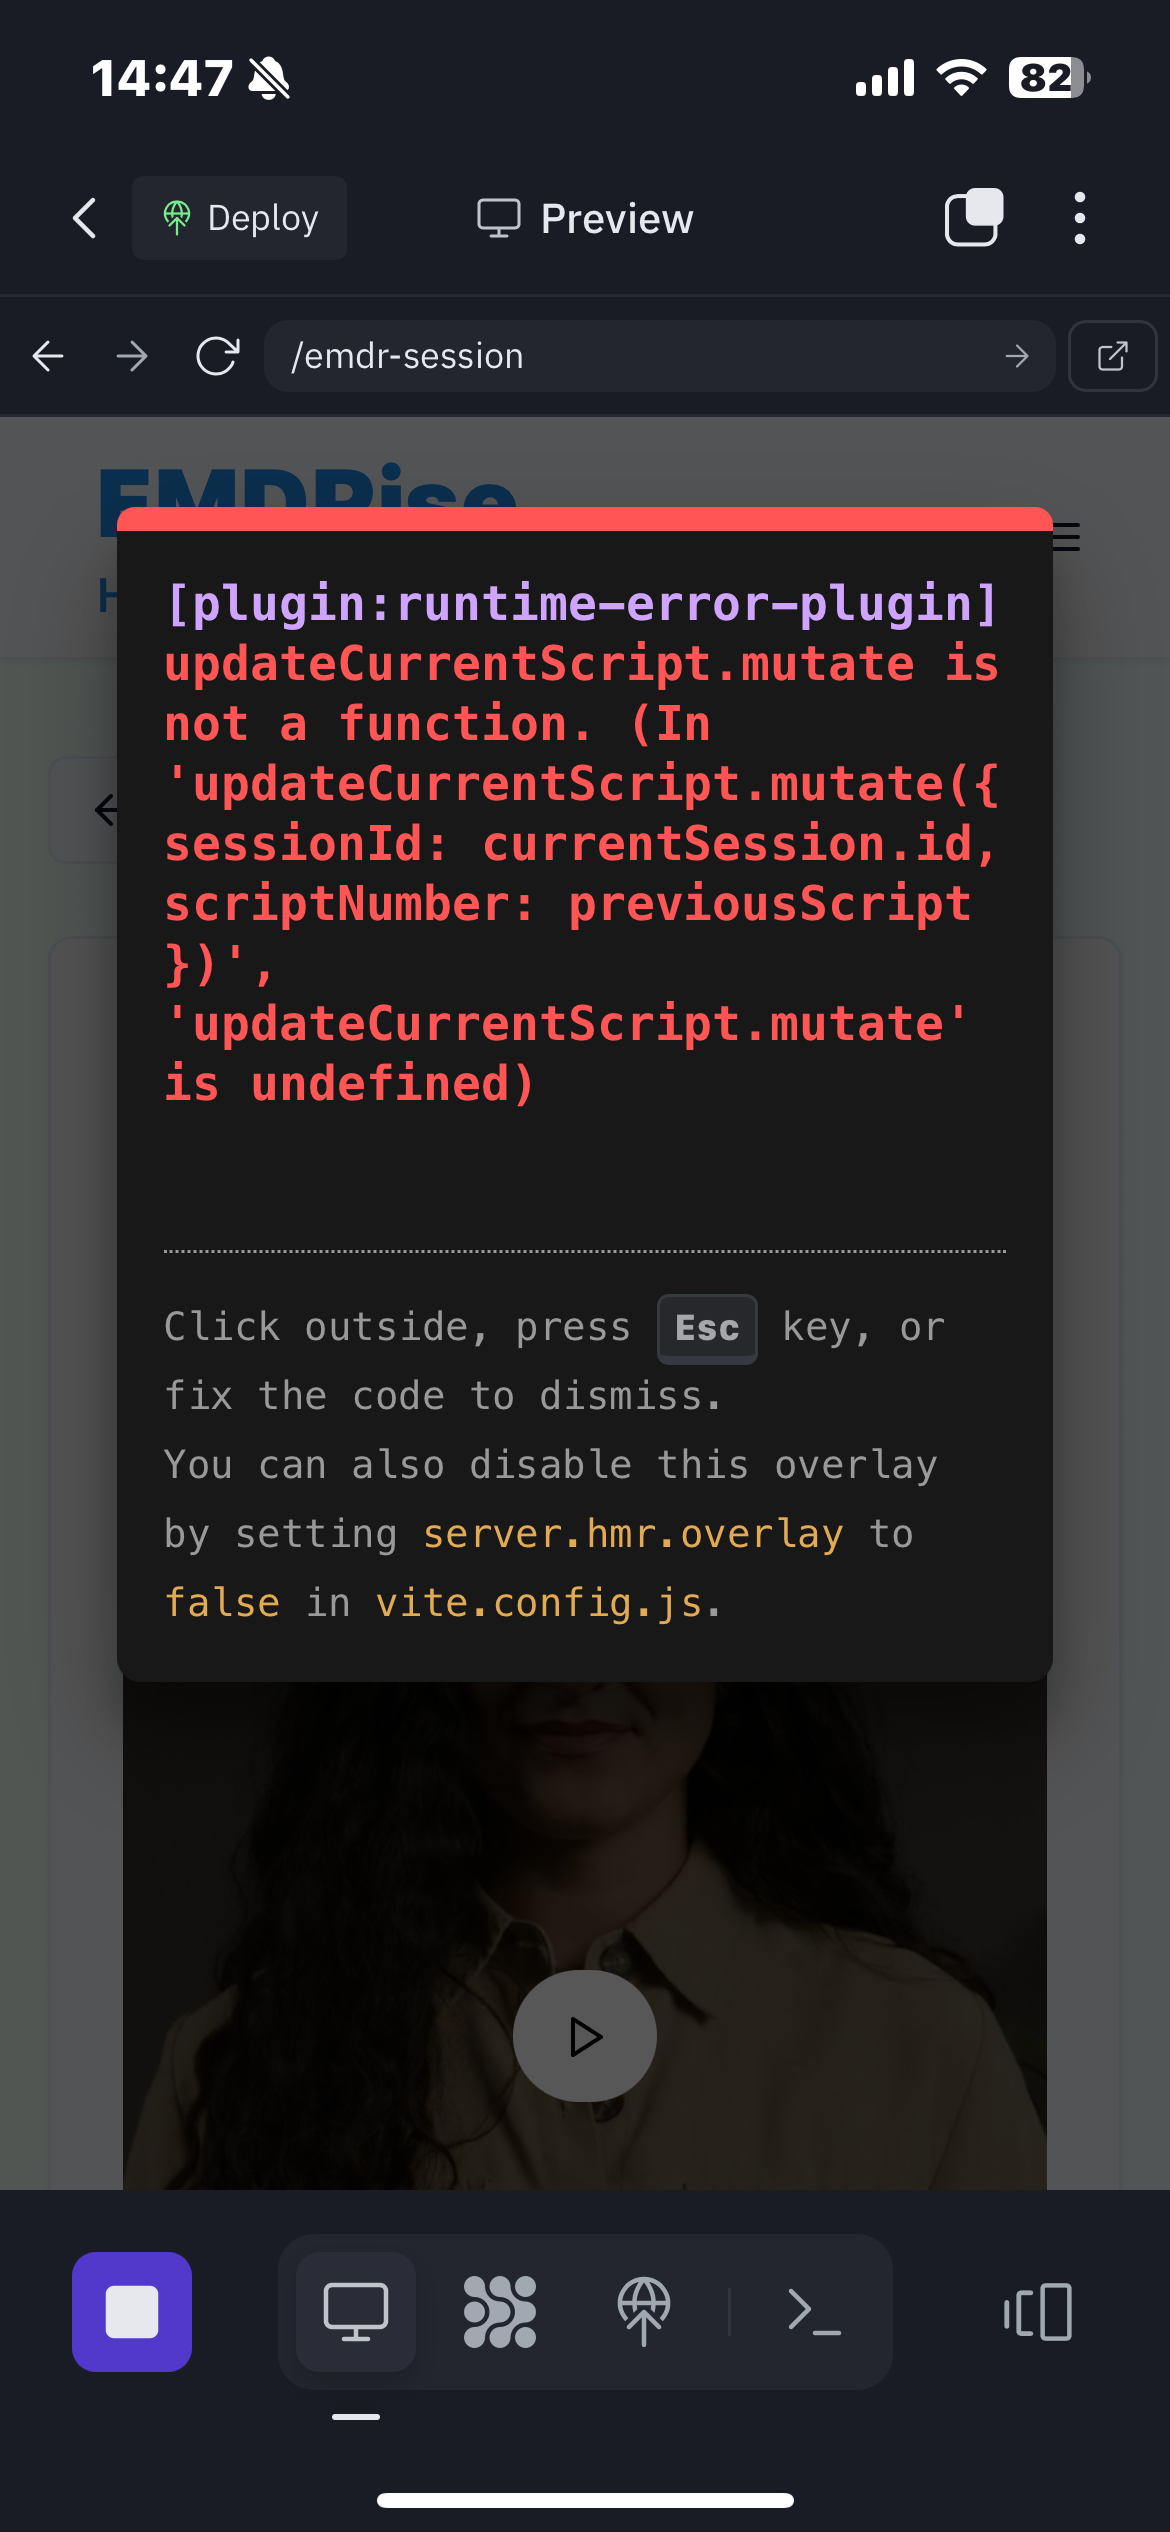 14:47
82
Deploy
Preview
/emdr-session
EMDRise
[plugin:runtime-error-plugin]
updateCurrentScript.mutate is
not a function. (In
'updateCurrentScript.mutate({
sessionId: currentSession.id,
scriptNumber: previousScript
})',
'updateCurrentScript.mutate'
is undefined)
Click outside, press Esc key, or
fix the code to dismiss.
You can also disable this overlay
by setting server.hmr.overlay to
false in vite.config.js.